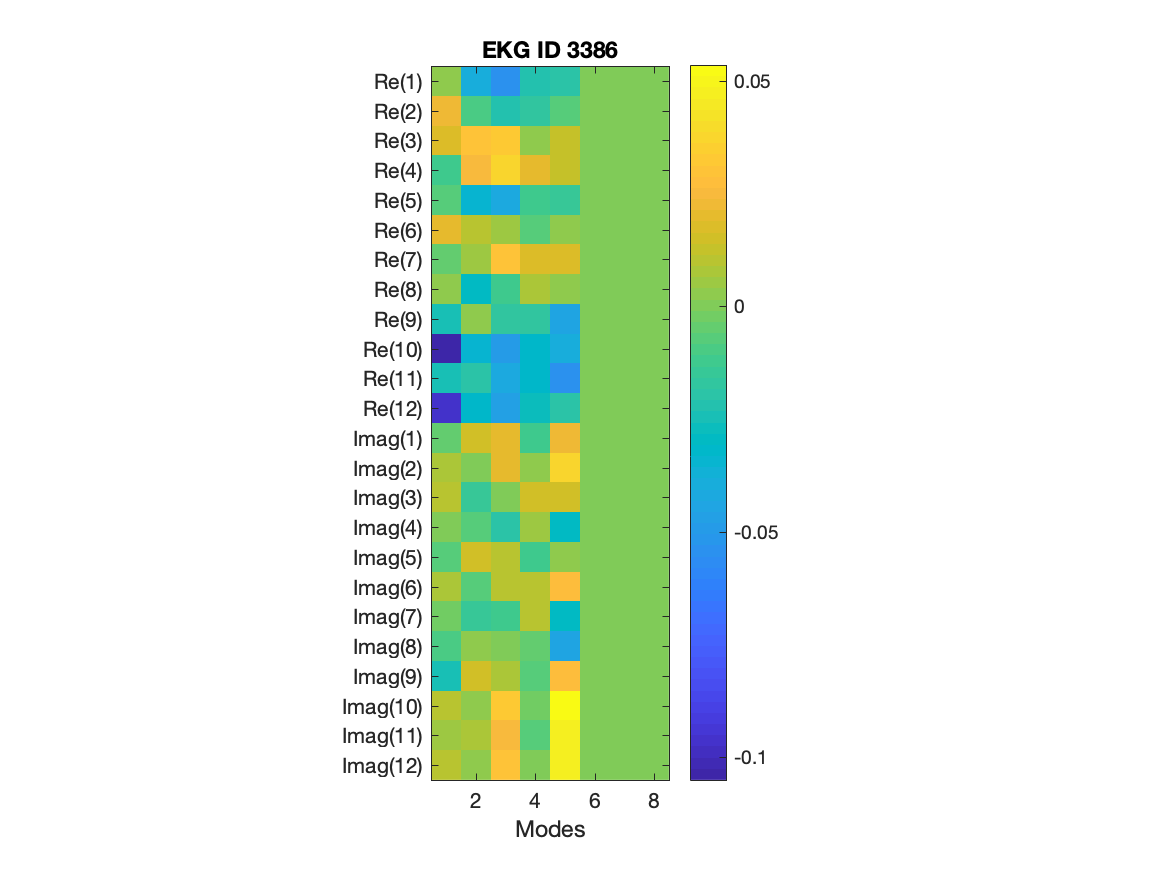 EKG ID 3386
Re(1)
Re(2)
Re(3)
Re(4)
Re(5)
Re(6)
Re(7)
Re(8)
Re(9)
Re(10)
Re(11)
Re(12)
Imag(1)
Imag(2)
Imag(3)
Imag(4)
Imag(5)
Imag(6)
Imag(7)
Imag(8)
Imag(9)
Imag(10)
Imag(11)
Imag(12)
2 4 6 8
Modes
0.05
0
-0.05
-0.1